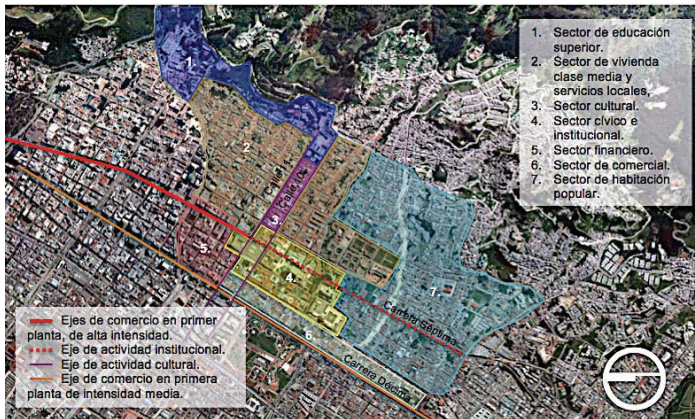 1. Sector de educación
superior.
2. Sector de vivienda
clase media y
servicios locales,
3. Sector cultural.
4. Sector cívico e
institucional.
5. Sector financiero.
6. Sector de comercial.
7. Sector de habitación
popular.
1
2
Calle 10
3
5
4
7
6
Carrera Séptima
Carrera Décima
Ejes de comercio en primer
planta, de alta intensidad.
Eje de actividad institucional.
Eje de actividad cultural.
Eje de comercio en primera
planta de intensidad media.